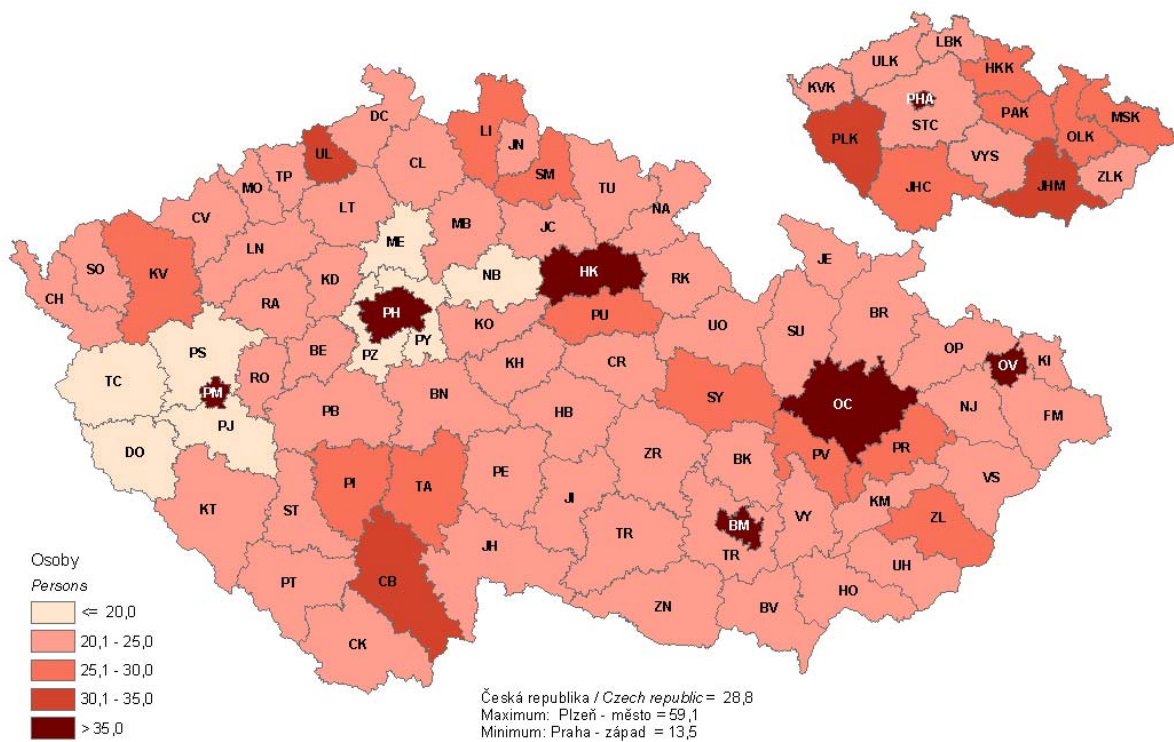 LBK
ULK
HKK
KVK
PHA
MSK
PAK
STC
OLK
PLK
VYS
ZLK
JHC
JHM
DC
LI
JN
UL
CL
TP
SM
MO
TU
NA
CV
LT
MB
JC
ME
LN
SO
KV
JE
NB
HK
KD
CH
RA
RK
BR
PH
PU
KO
UO
SU
PY
PS
BE
PZ
OP
OV
KI
RO
KH
CR
TC
PM
BN
SY
OC
NJ
PB
HB
FM
PJ
DO
PV
PR
ZR
BK
PE
VS
PI
TA
KT
ST
JI
KM
ZL
BM
VY
TR
JH
TR
UH
CB
PT
HO
ZN
BV
CK
Osoby
Persons
<= 20,0
20,1 - 25,0
25,1 - 30,0
30,1 - 35,0
> 35,0
Česká republika / Czech republic = 28,8
Maximum: Plzeň - město = 59,1
Minimum: Praha - západ = 13,5